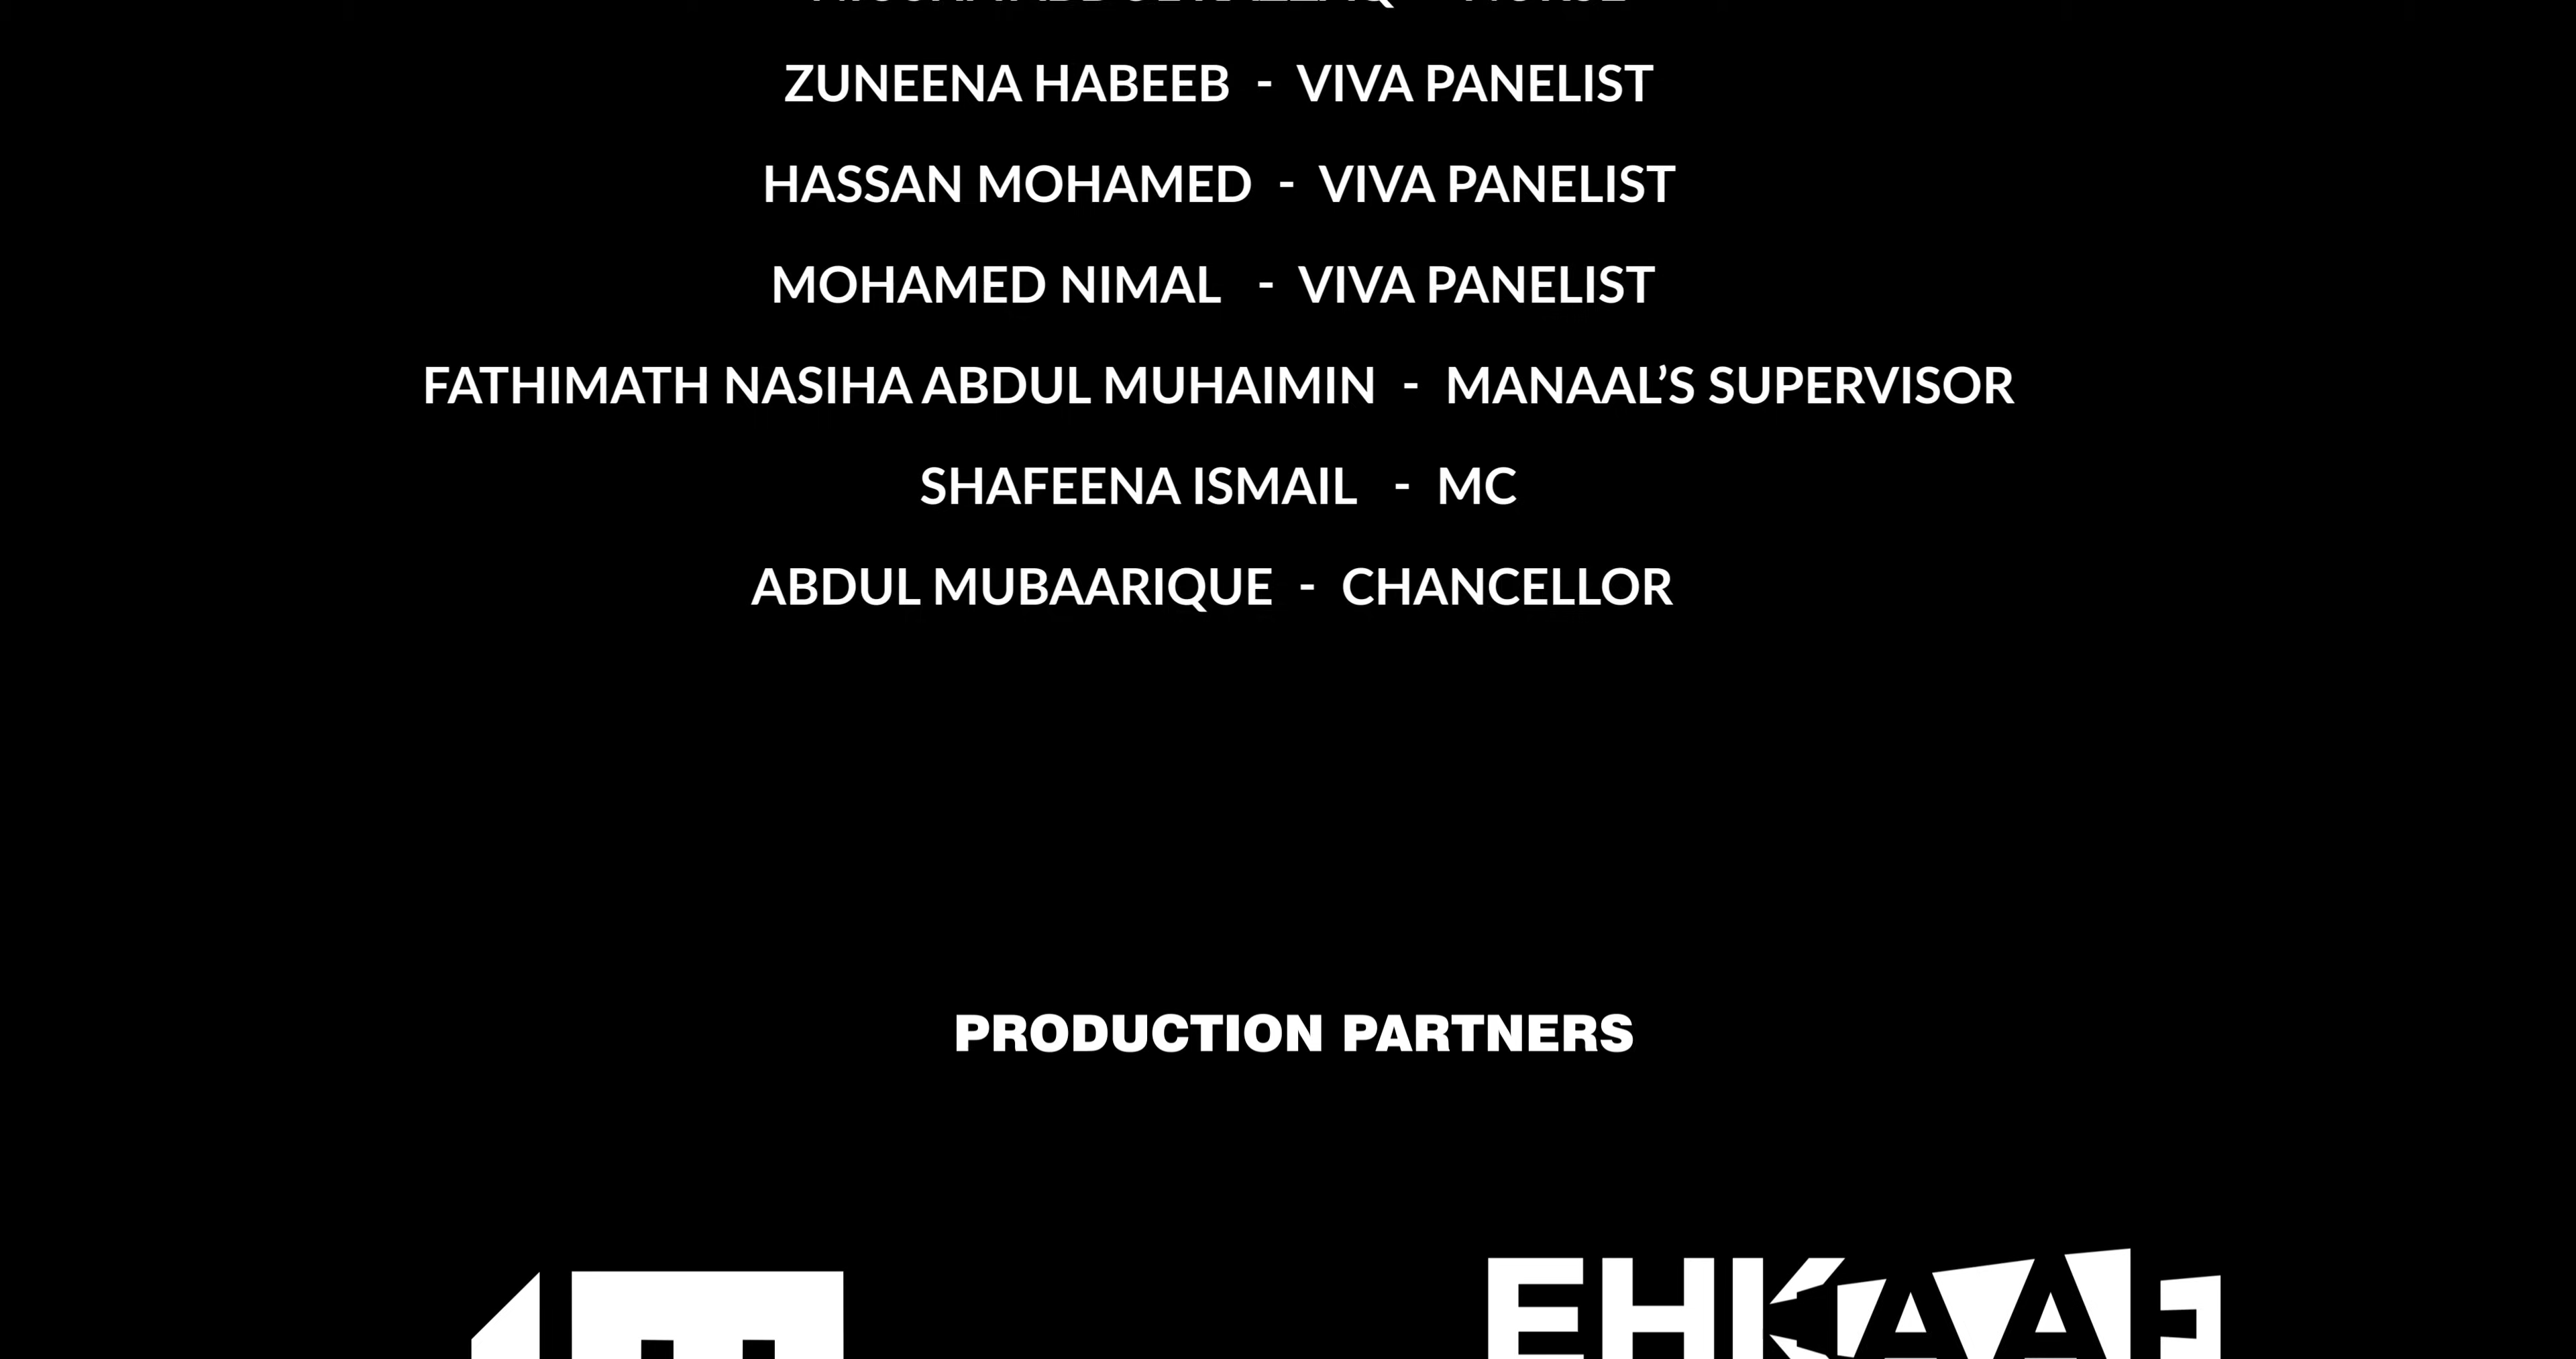 ZUNEENA HABEEB - VIVA PANELIST
HASSAN MOHAMED - VIVA PANELIST
MOHAMED NIMAL - VIVA PANELIST
FATHIMATH NASIHA ABDUL MUHAIMIN - MANAAL’S SUPERVISOR
SHAFEENA ISMAIL - MC
ABDUL MUBAARIQUE - CHANCELLOR
PRODUCTION PARTNERS